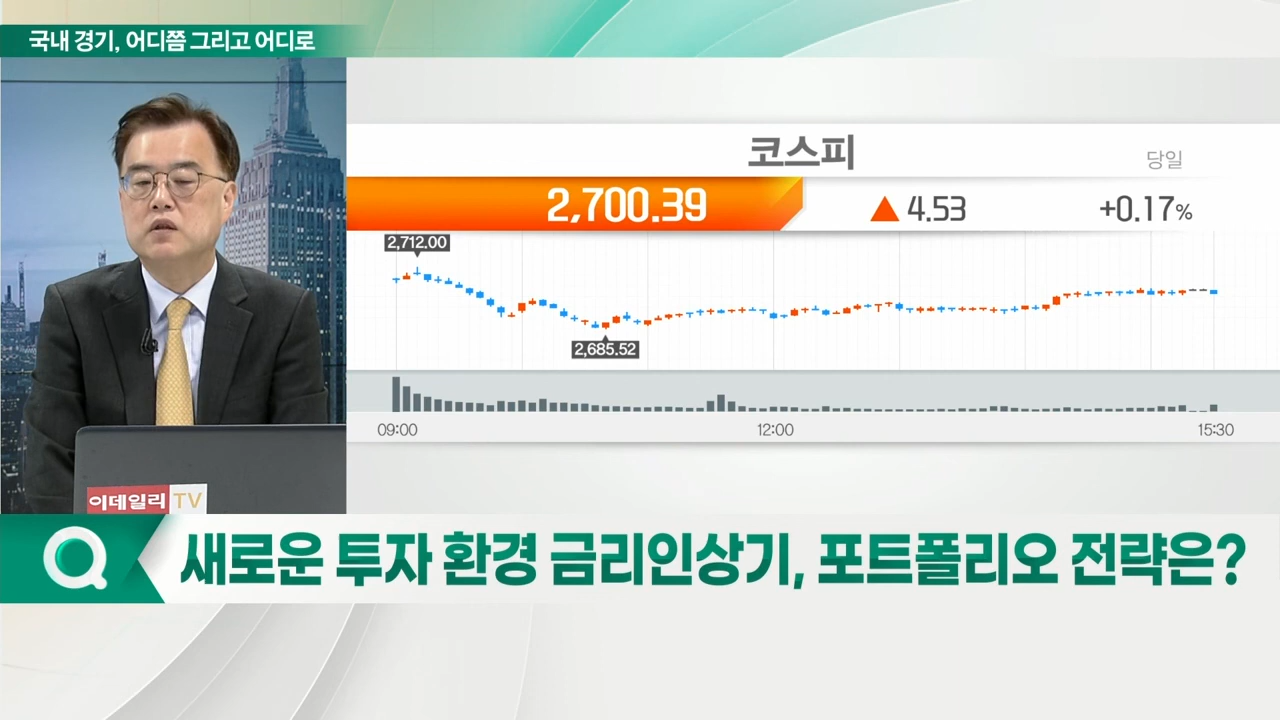 국내 경기, 어디쯤 그리고 어디로
코스피
당일
2,700.39
▲ 4.53
+0.17%
2,712.00
2,685.52
09:00
12:00
15:30
이데일리 TV
Q 새로운 투자 환경 금리인상기, 포트폴리오 전략은?